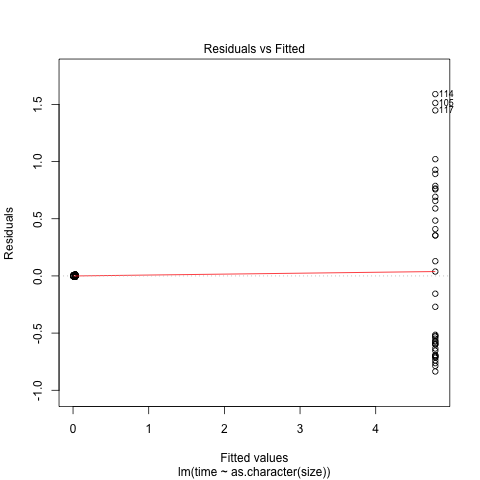 Residuals vs Fitted
114
105
117
Residuals
1.5
1.0
0.5
0.0
-0.5
-1.0
0 1 2 3 4
Fitted values
lm(time ~ as.character(size))